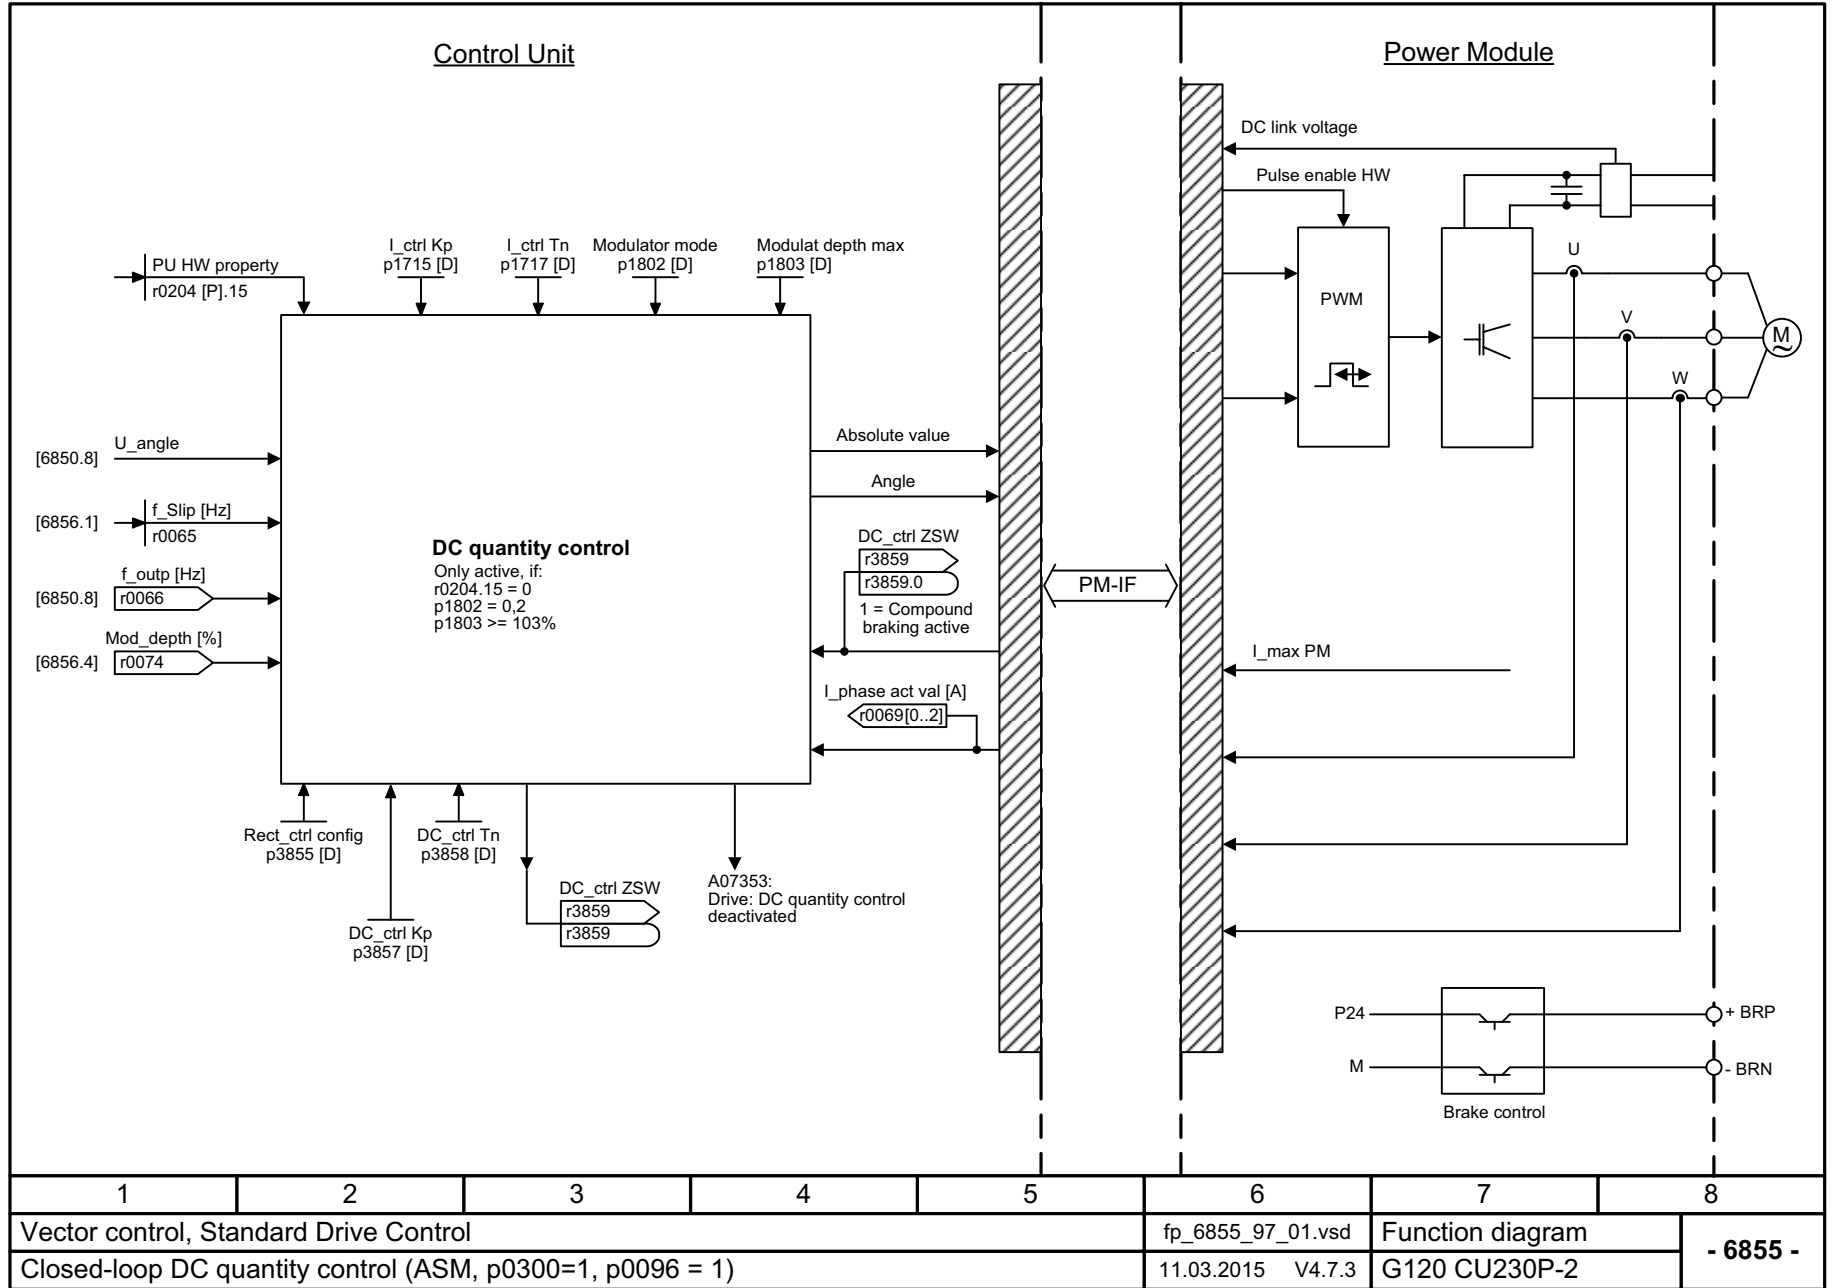 Control Unit
Power Module
DC link voltage
Pulse enable HW
PU HW property
r0204 [P].15
I_ctrl Kp
p1715 [D]
I_ctrl Tn
p1717 [D]
Modulator mode
p1802 [D]
Modulat depth max
p1803 [D]
U
V
W
PWM
M
~
[6850.8]
U_angle
[6856.1]
f_Slip [Hz]
r0065
[6850.8]
f_outp [Hz]
r0066
[6856.4]
Mod_depth [%]
r0074
DC quantity control
Only active, if:
r0204.15 = 0
p1802 = 0,2
p1803 >= 103%
Absolute value
Angle
DC_ctrl ZSW
r3859
r3859.0
1 = Compound
braking active
I_phase act val [A]
r0069[0..2]
PM-IF
I_max PM
Rect_ctrl config
p3855 [D]
DC_ctrl Tn
p3858 [D]
DC_ctrl Kp
p3857 [D]
DC_ctrl ZSW
r3859
r3859
A07353:
Drive: DC quantity control
deactivated
P24
+ BRP
M
- BRN
Brake control
1 2 3 4 5 6 7 8
Vector control, Standard Drive Control
fp_6855_97_01.vsd
Function diagram
- 6855 -
Closed-loop DC quantity control (ASM, p0300=1, p0096 = 1)
11.03.2015 V4.7.3
G120 CU230P-2